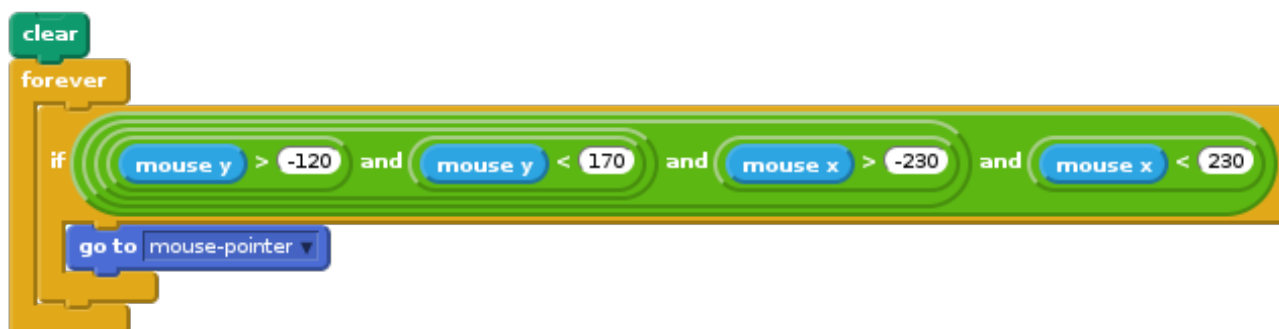 clear
forever
if mouse y > -120 and mouse y < 170 and mouse x > -230 and mouse x < 230
go to mouse-pointer